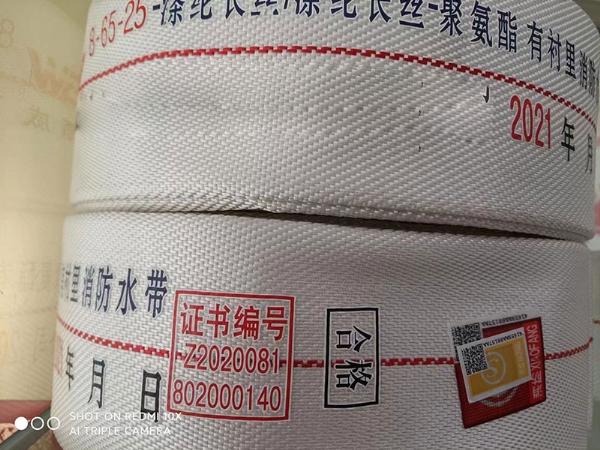 8-65-25-涤纶长丝/涤纶长丝-聚氨酯 有衬里消防
2021 年 月
有衬里消防水带
年 月 日
证书编号
Z2020081
802000140
合格
SHOT ON REDMI 10X
AI TRIPLE CAMERA